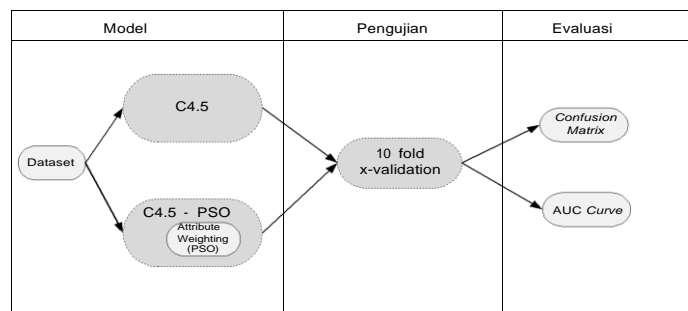 Model
Pengujian
Evaluasi
C4.5
Dataset
C4.5 - PSO
Attribute
Weighting
(PSO)
10 fold
x-validation
Confusion
Matrix
AUC Curve